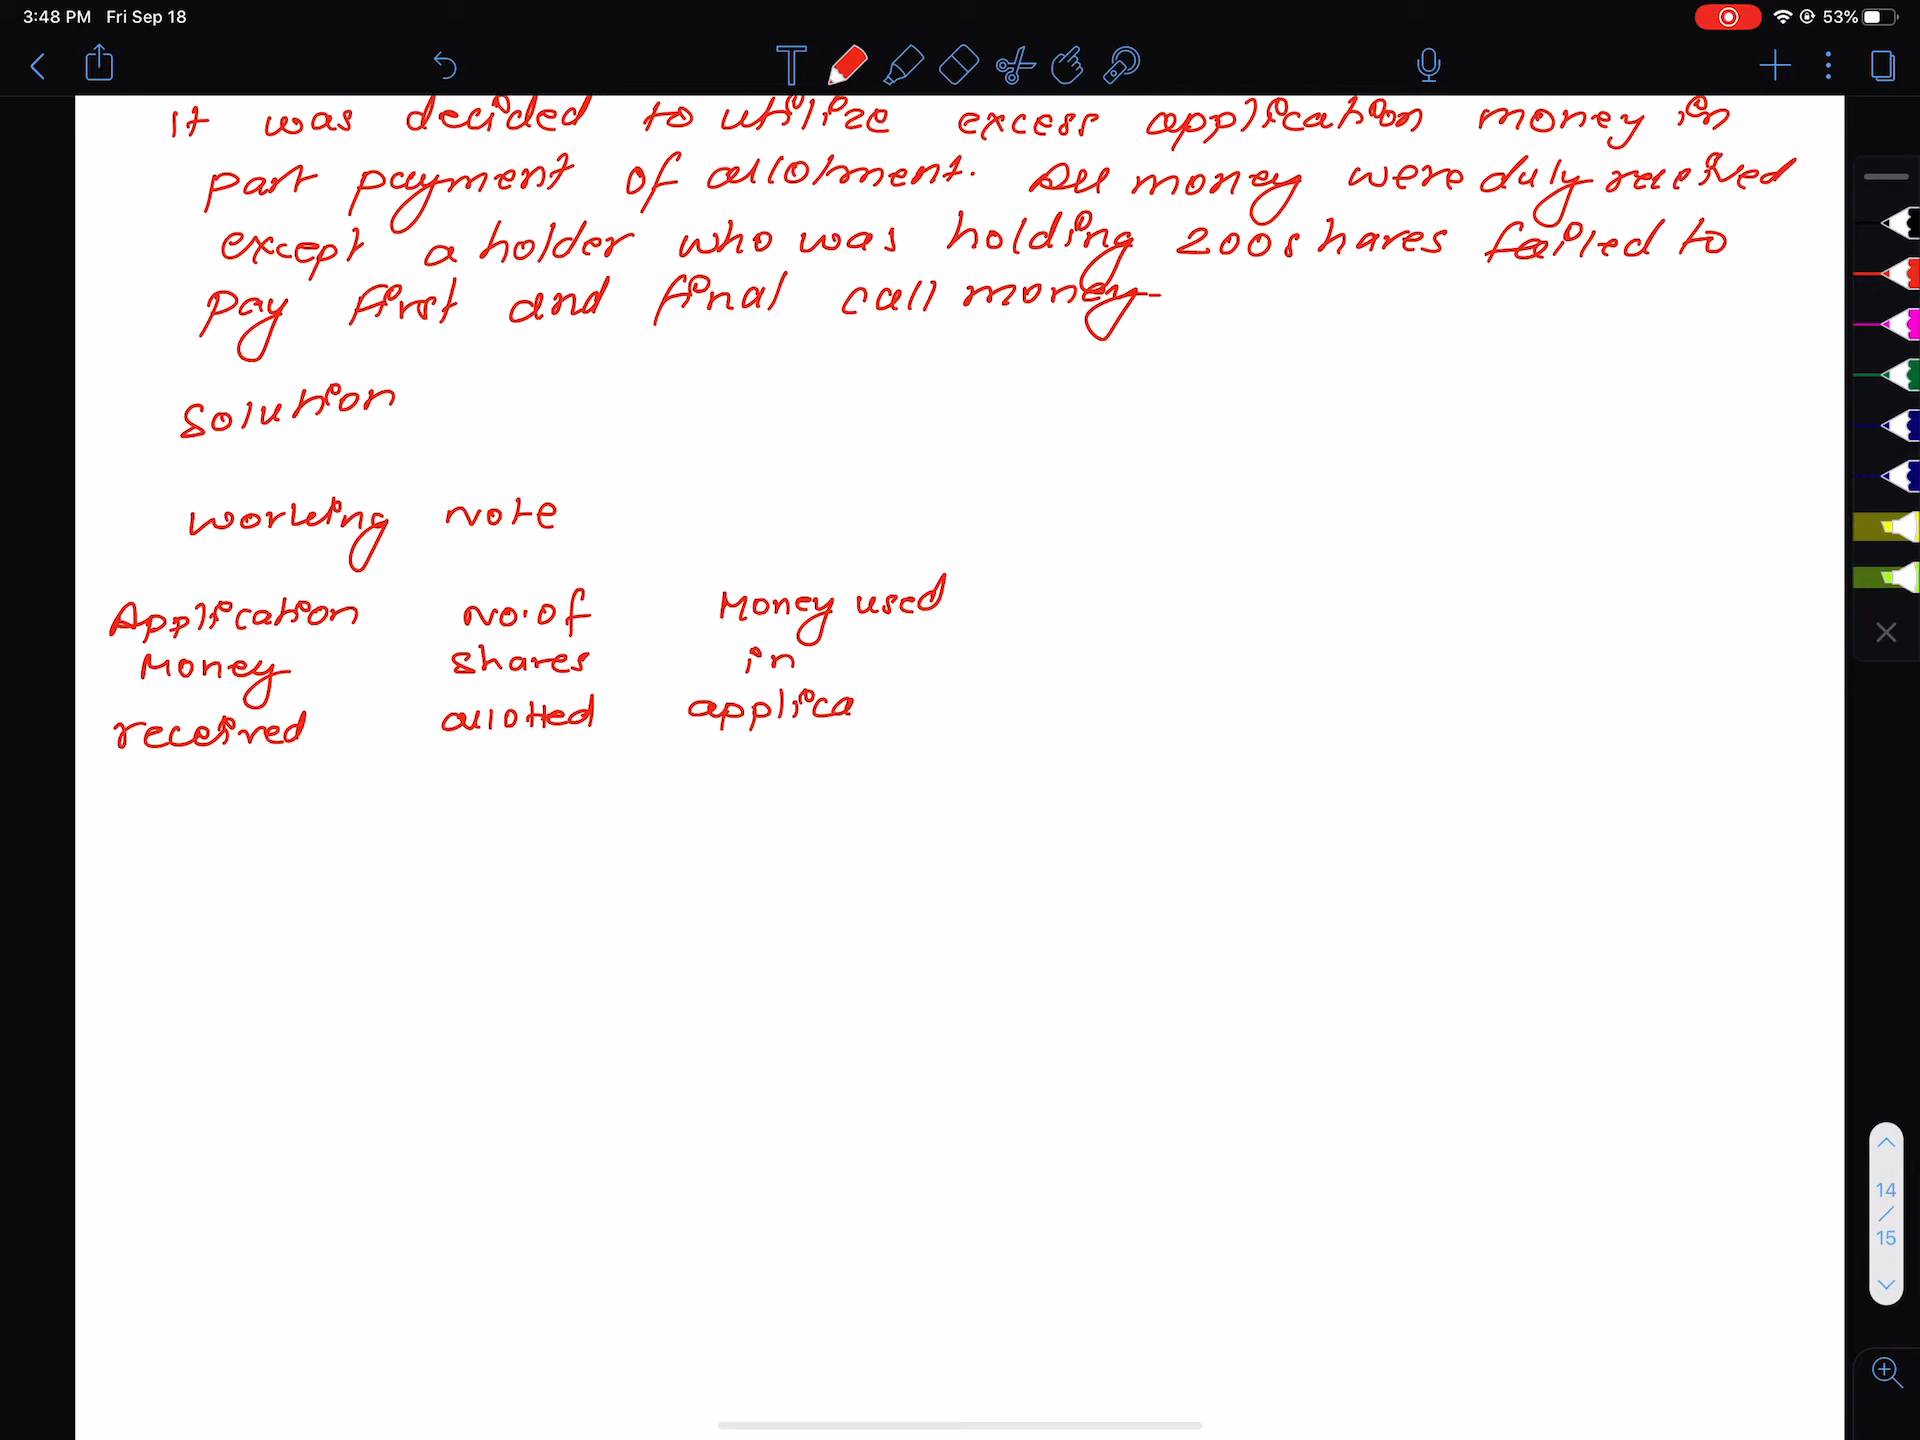 3:48 PM Fri Sep 18
53%
It was decided to utilize excess application money in
part payment of allotment. All money were duly received
except a holder who was holding 200 shares failed to
pay first and final call money-
Solution
Working note
Application No. of Money used
Money shares in
received allotted applica
14
/
15